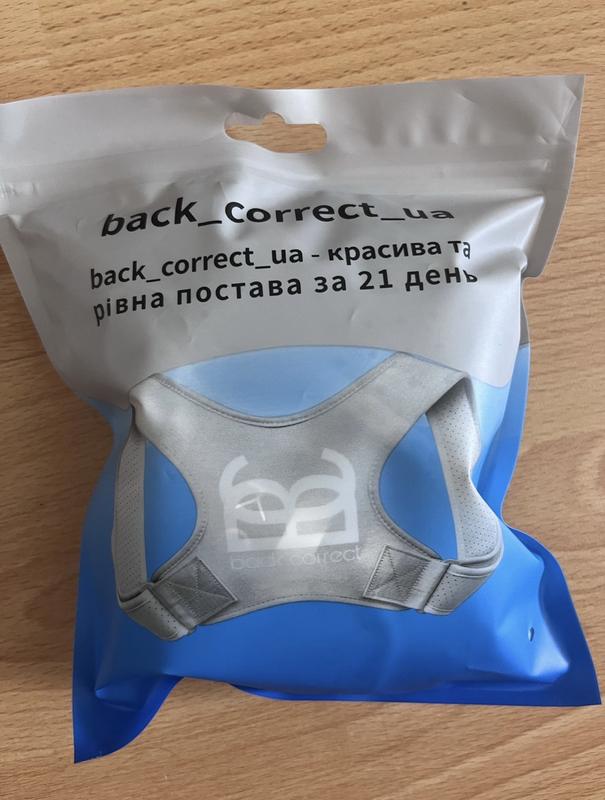 back_Correct_ua
back_correct_ua - красива та
рівна постава за 21 день
back correct